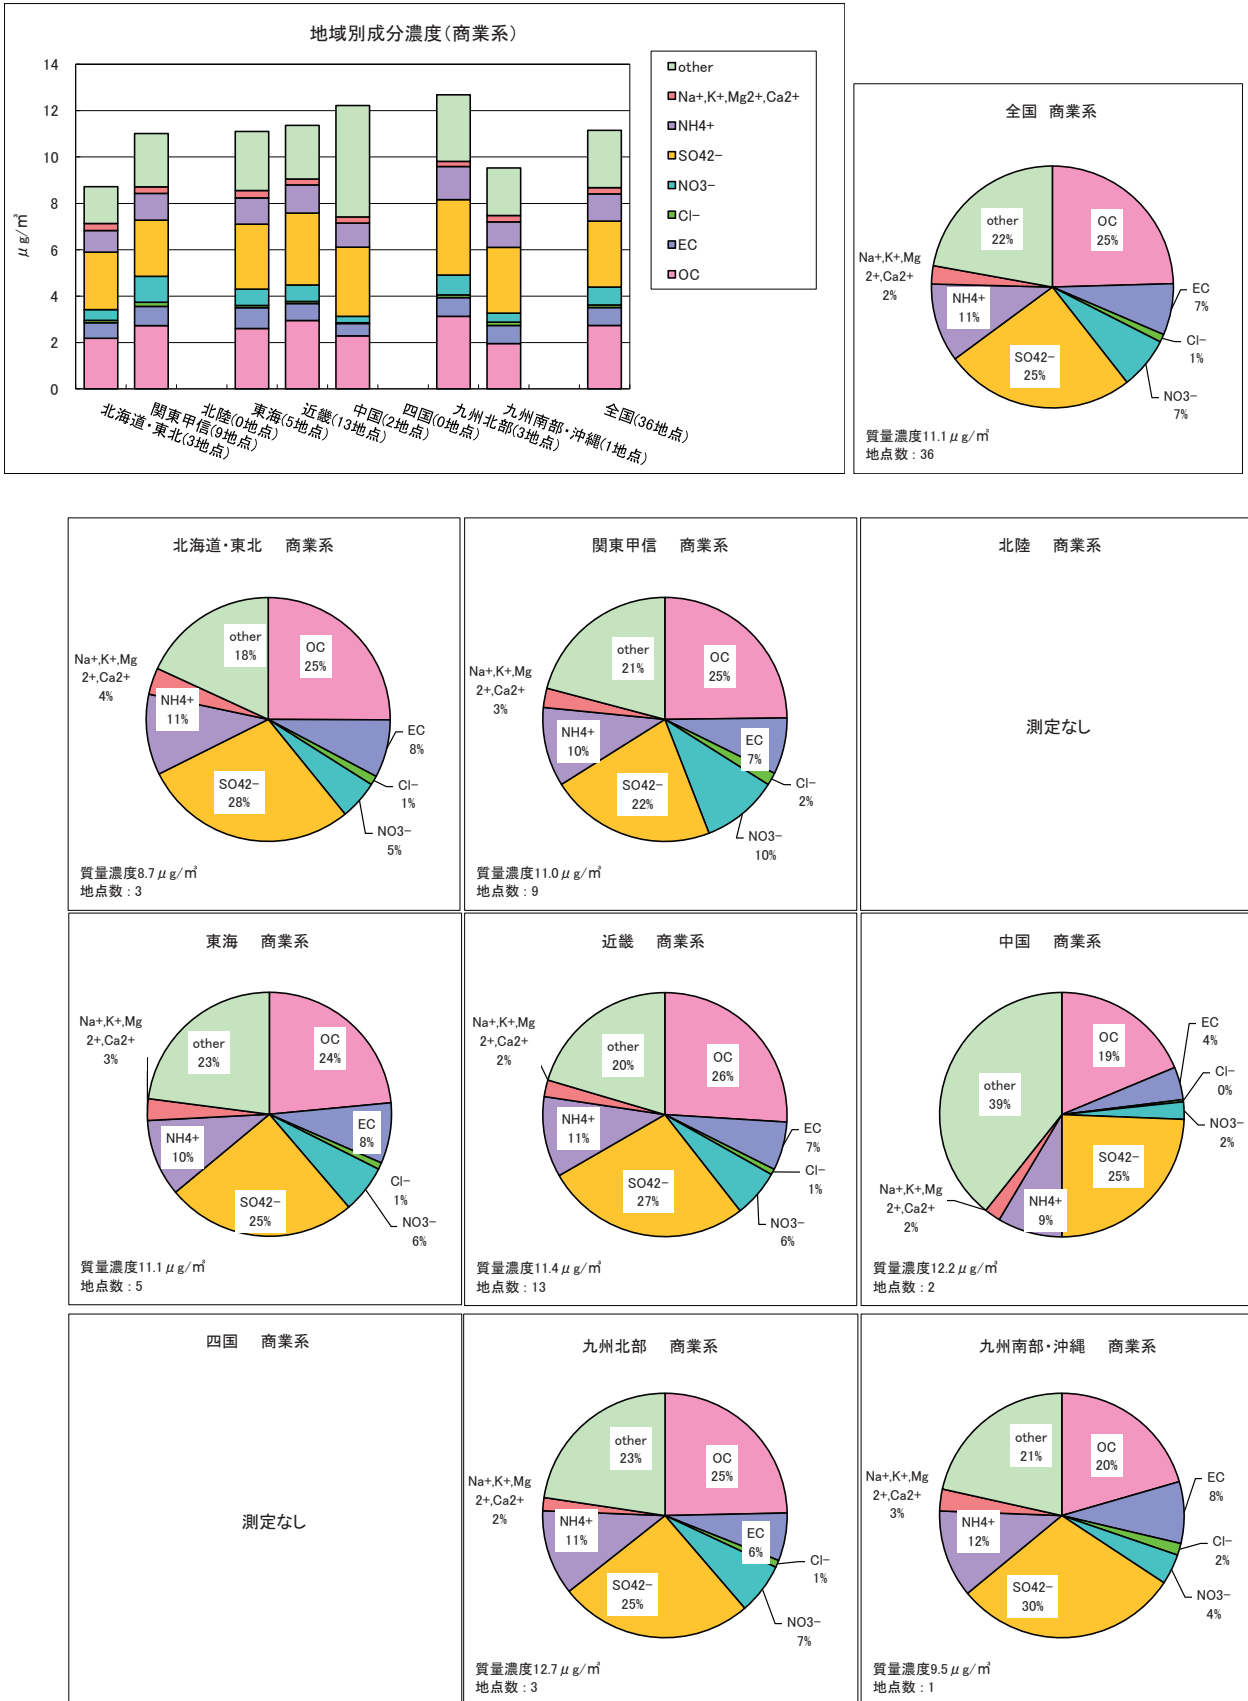 地域別成分濃度(商業系)
14
12
10
8
6
4
2
0
μg/㎥
北海道・東北(3地点)
関東甲信(9地点)
北陸(0地点)
東海(5地点)
近畿(13地点)
中国(2地点)
四国(0地点)
九州北部(3地点)
九州南部・沖縄(1地点)
全国(36地点)
other
Na+,K+,Mg2+,Ca2+
NH4+
SO42-
NO3-
Cl-
EC
OC
全国 商業系
OC
25%
EC
7%
Cl-
1%
NO3-
7%
SO42-
25%
NH4+
11%
Na+,K+,Mg
2+,Ca2+
2%
other
22%
質量濃度11.1μg/㎥
地点数:36
北海道・東北 商業系
OC
25%
EC
8%
Cl-
1%
NO3-
5%
SO42-
28%
NH4+
11%
Na+,K+,Mg
2+,Ca2+
4%
other
18%
質量濃度8.7μg/㎥
地点数:3
関東甲信 商業系
OC
25%
EC
7%
Cl-
2%
NO3-
10%
SO42-
22%
NH4+
10%
Na+,K+,Mg
2+,Ca2+
3%
other
21%
質量濃度11.0μg/㎥
地点数:9
北陸 商業系
測定なし
東海 商業系
OC
24%
EC
8%
Cl-
1%
NO3-
6%
SO42-
25%
NH4+
10%
Na+,K+,Mg
2+,Ca2+
3%
other
23%
質量濃度11.1μg/㎥
地点数:5
近畿 商業系
OC
26%
EC
7%
Cl-
1%
NO3-
6%
SO42-
27%
NH4+
11%
Na+,K+,Mg
2+,Ca2+
2%
other
20%
質量濃度11.4μg/㎥
地点数:13
中国 商業系
OC
19%
EC
4%
Cl-
0%
NO3-
2%
SO42-
25%
NH4+
9%
Na+,K+,Mg
2+,Ca2+
2%
other
39%
質量濃度12.2μg/㎥
地点数:2
四国 商業系
測定なし
九州北部 商業系
OC
25%
EC
6%
Cl-
1%
NO3-
7%
SO42-
25%
NH4+
11%
Na+,K+,Mg
2+,Ca2+
2%
other
23%
質量濃度12.7μg/㎥
地点数:3
九州南部・沖縄 商業系
OC
20%
EC
8%
Cl-
2%
NO3-
4%
SO42-
30%
NH4+
12%
Na+,K+,Mg
2+,Ca2+
3%
other
21%
質量濃度9.5μg/㎥
地点数:1